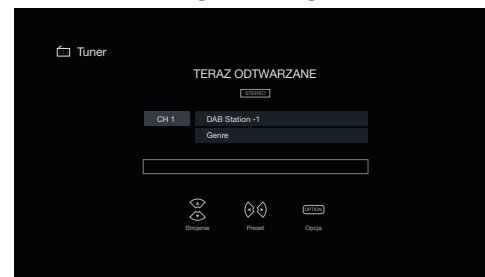 Tuner
TERAZ ODTWARZANE
STEREO
CH 1
DAB Station -1
Genre
OPTION
Strojenie
Preset
Opcja